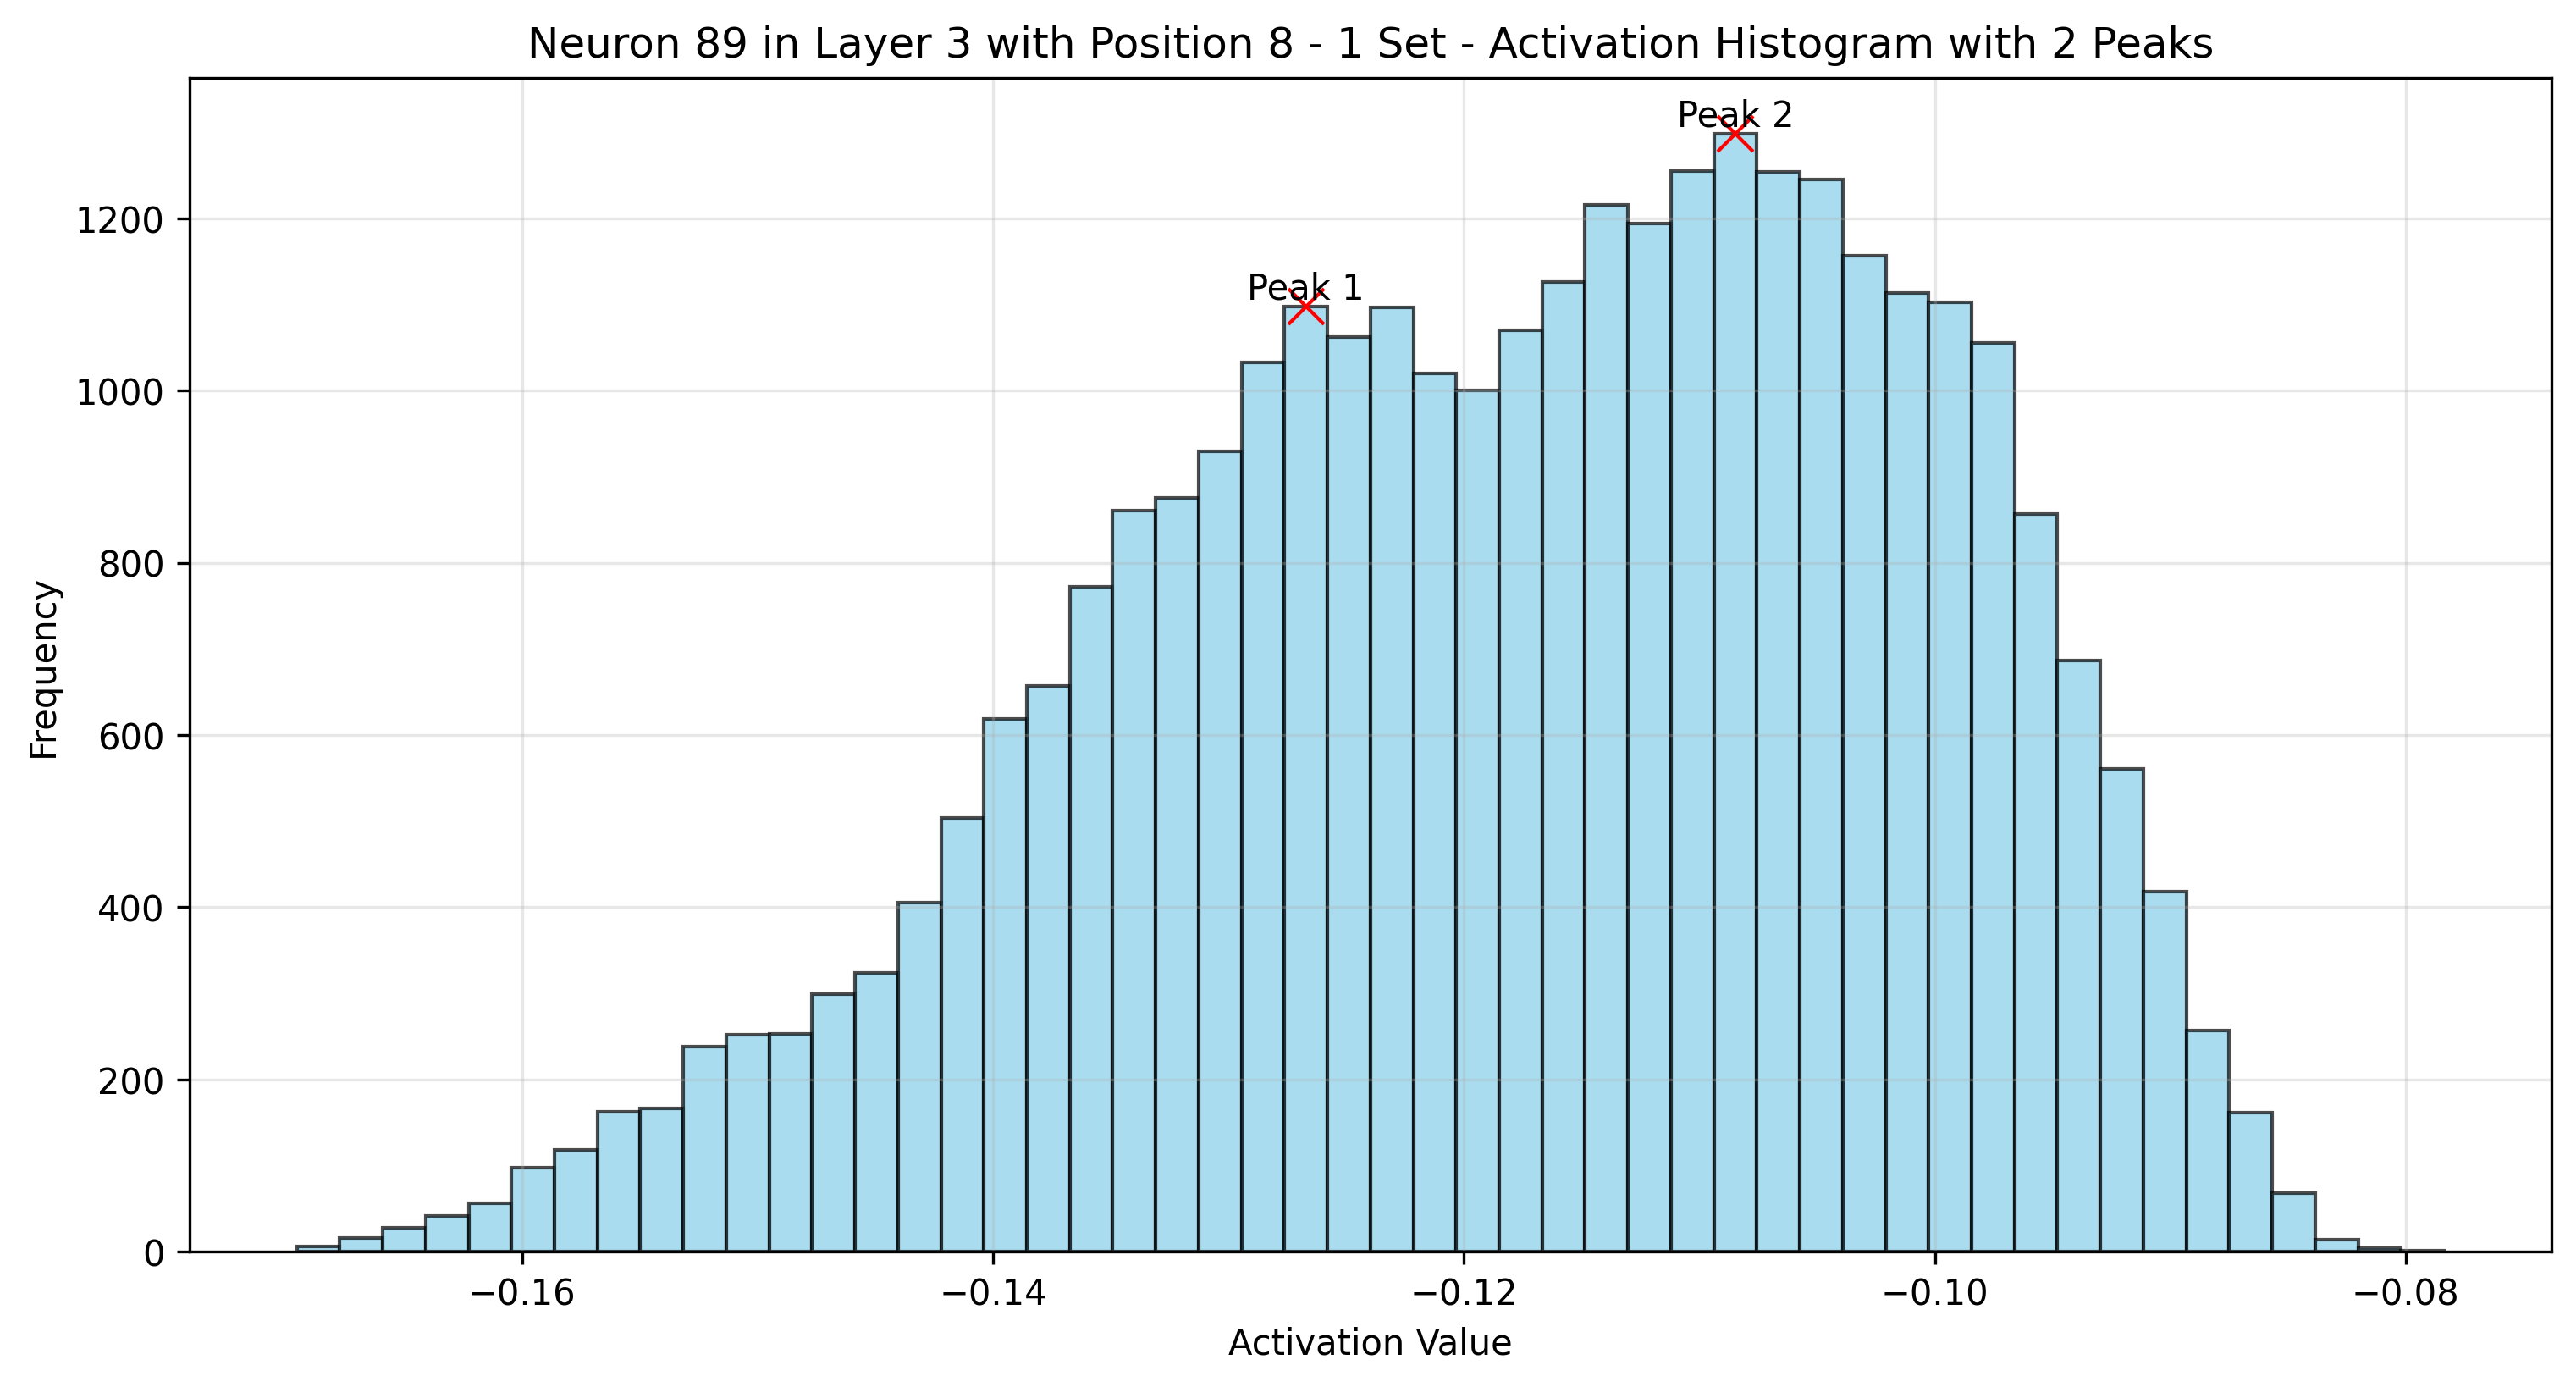 Neuron 89 in Layer 3 with Position 8 - 1 Set - Activation Histogram with 2 Peaks
Peak 2
Peak 1
Frequency
1200
1000
800
600
400
200
0
−0.16
−0.14
−0.12
−0.10
−0.08
Activation Value